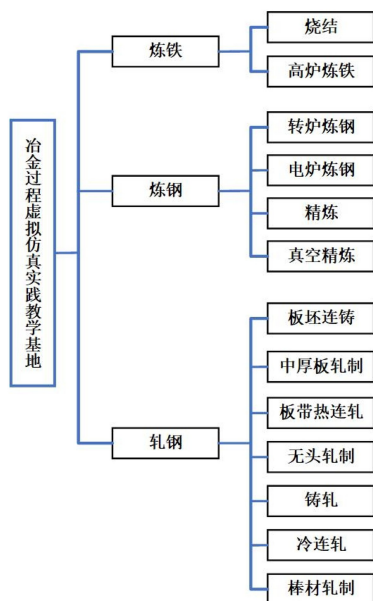 冶金过程虚拟仿真实践教学基地
炼铁
烧结
高炉炼铁
炼钢
转炉炼钢
电炉炼钢
精炼
真空精炼
轧钢
板坯连铸
中厚板轧制
板带热连轧
无头轧制
铸轧
冷连轧
棒材轧制